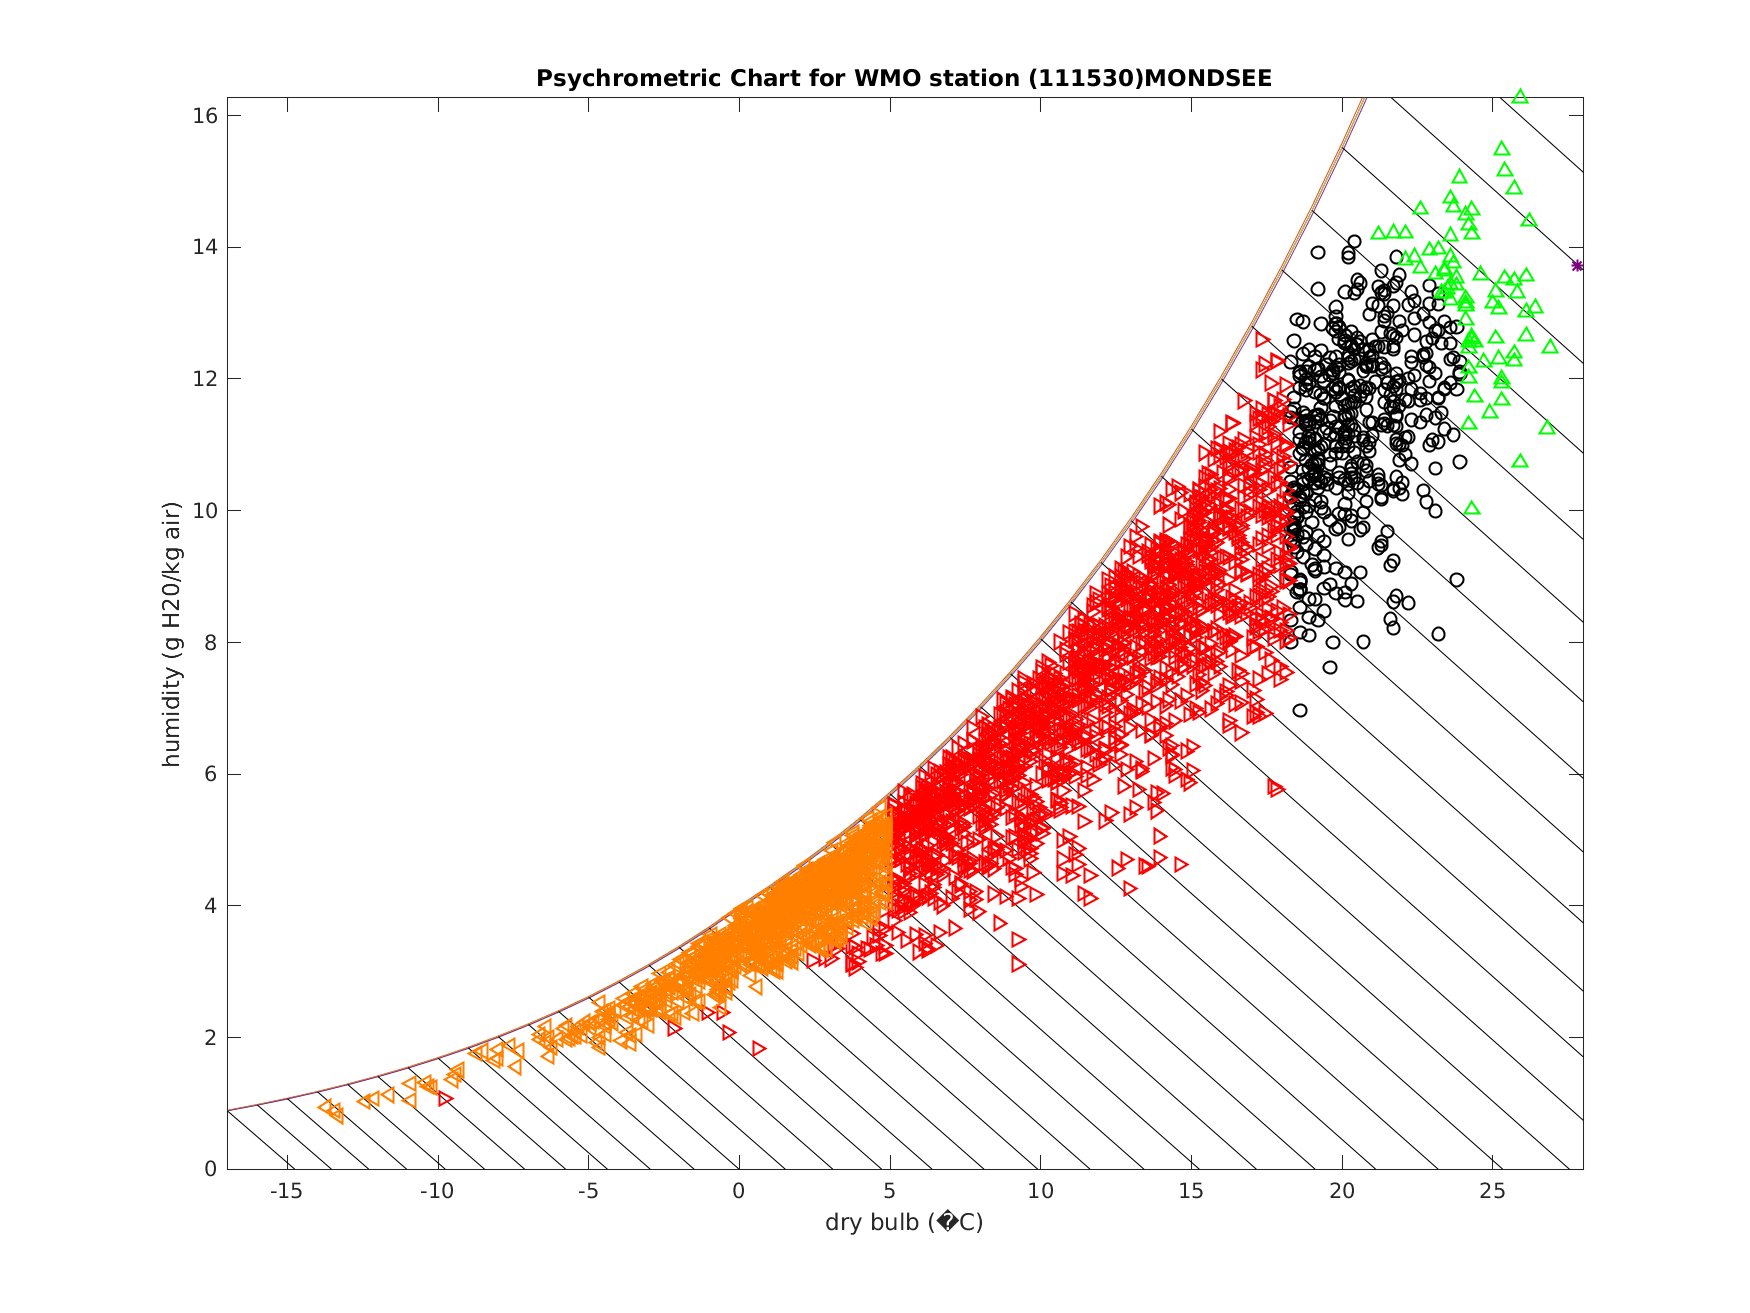 Psychrometric Chart for WMO station (111530)MONDSEE
16
14
12
10
8
6
4
2
0
humidity (g H20/kg air)
-15 -10 -5 0 5 10 15 20 25
dry bulb (�C)